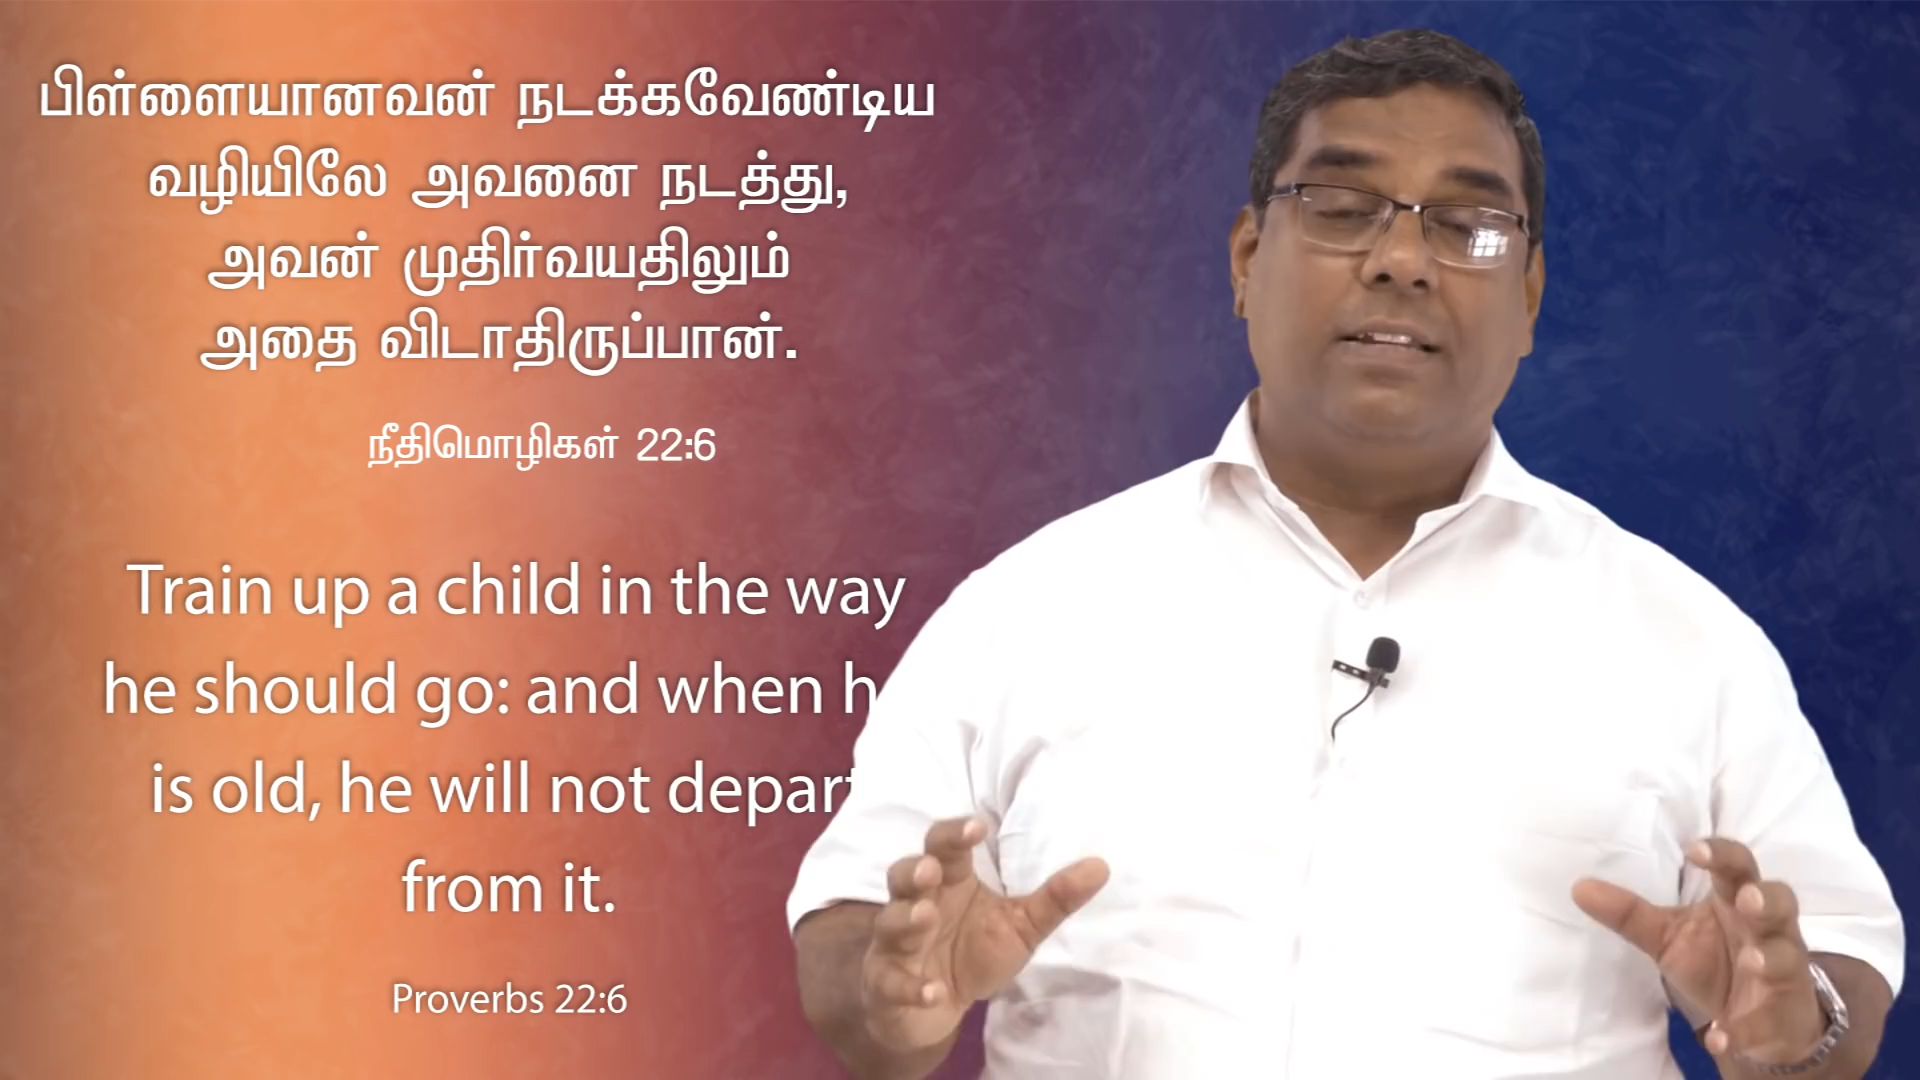 பிள்ளையானவன் நடக்கவேண்டிய
வழியிலே அவனை நடத்து,
அவன் முதிர்வயதிலும்
அதை விடாதிருப்பான்.
நீதிமொழிகள் 22:6
Train up a child in the way
he should go: and when h
is old, he will not depart
from it.
Proverbs 22:6